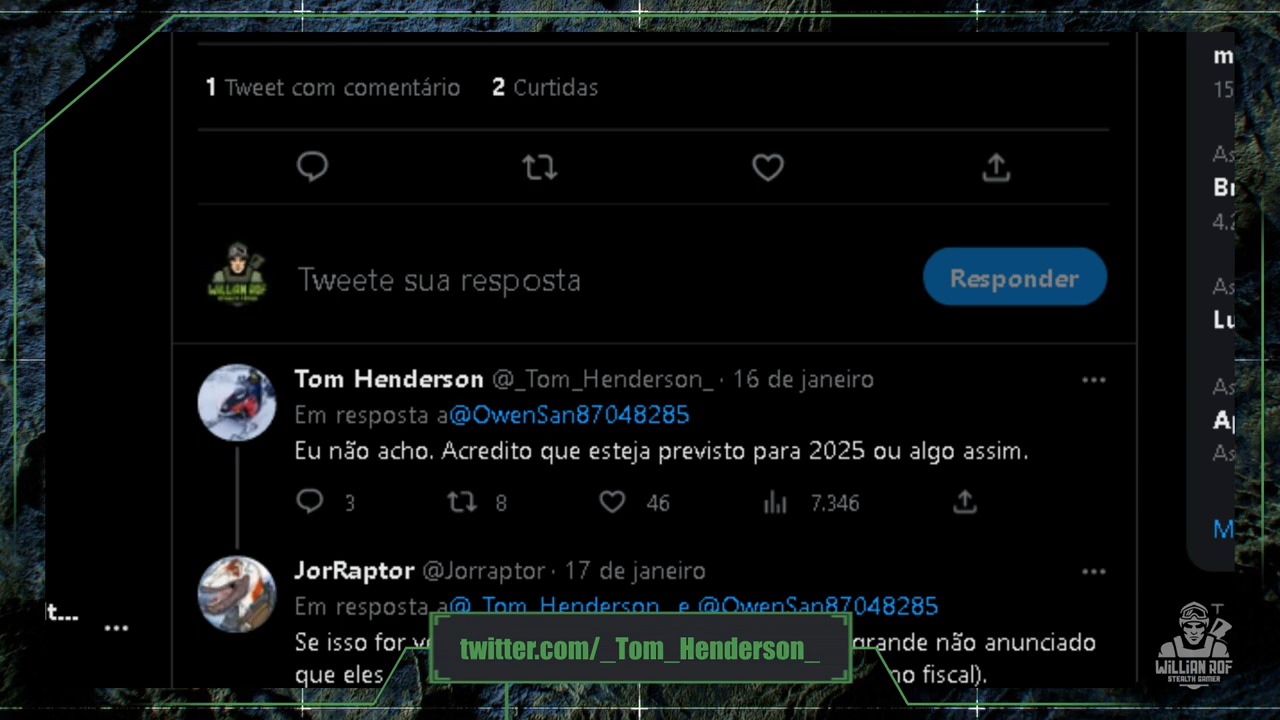 1 Tweet com comentário 2 Curtidas
Tweete sua resposta
Responder
Tom Henderson @_Tom_Henderson_ · 16 de janeiro
Em resposta a@OwenSan87048285
Eu não acho. Acredito que esteja previsto para 2025 ou algo assim.
3 8 46 7.346
JorRaptor @Jorraptor · 17 de janeiro
Em resposta a@_Tom_Henderson_ e @OwenSan87048285
Se isso for grande não anunciado
que eles fiscal).
twitter.com/_Tom_Henderson_
t...
15
WILLIAN ROF
STEALTH GAMER